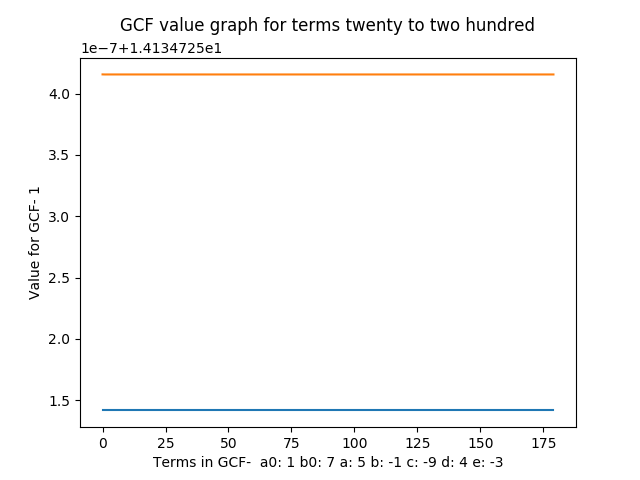 GCF value graph for terms twenty to two hundred
1e−7+1.4134725e1
4.0
3.5
3.0
2.5
2.0
1.5
Value for GCF- 1
0 25 50 75 100 125 150 175
Terms in GCF-  a0: 1 b0: 7 a: 5 b: -1 c: -9 d: 4 e: -3